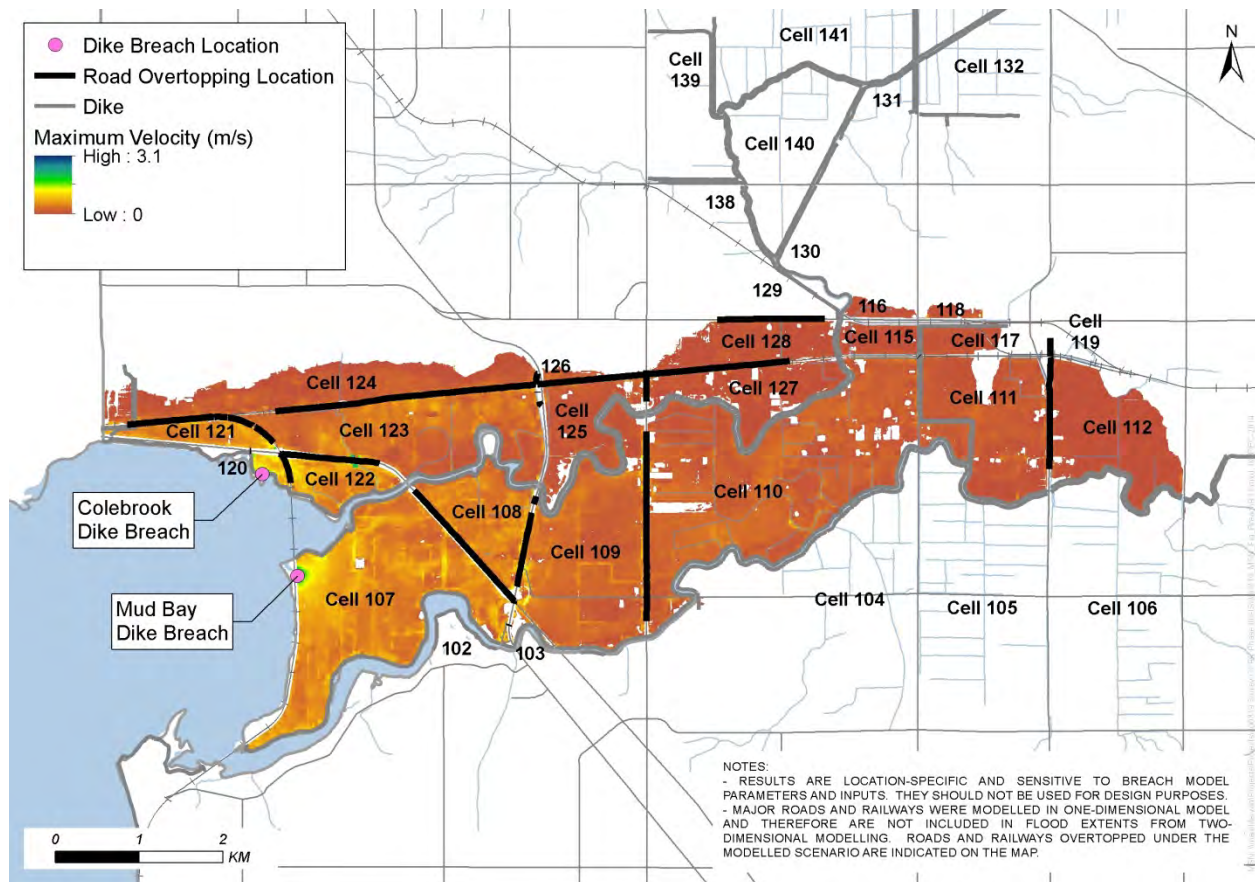 Dike Breach Location
Road Overtopping Location
Dike
Maximum Velocity (m/s)
High : 3.1
Low : 0
N
Cell 141
Cell
139
Cell 132
131
Cell 140
138
130
129
116
118
Cell
119
Cell 128
Cell 115
Cell 117
126
Cell 124
Cell 127
Cell 111
Cell 121
Cell 123
Cell
125
Cell 112
120
Cell 122
Cell 108
Cell 110
Colebrook
Dike Breach
Cell 109
Mud Bay
Dike Breach
Cell 107
Cell 104
Cell 105
Cell 106
102
103
NOTES:
- RESULTS ARE LOCATION-SPECIFIC AND SENSITIVE TO BREACH MODEL
PARAMETERS AND INPUTS. THEY SHOULD NOT BE USED FOR DESIGN PURPOSES.
- MAJOR ROADS AND RAILWAYS WERE MODELLED IN ONE-DIMENSIONAL MODEL
AND THEREFORE ARE NOT INCLUDED IN FLOOD EXTENTS FROM TWO-
DIMENSIONAL MODELLING. ROADS AND RAILWAYS OVERTOPPED UNDER THE
MODELLED SCENARIO ARE INDICATED ON THE MAP.
0 1 2
KM